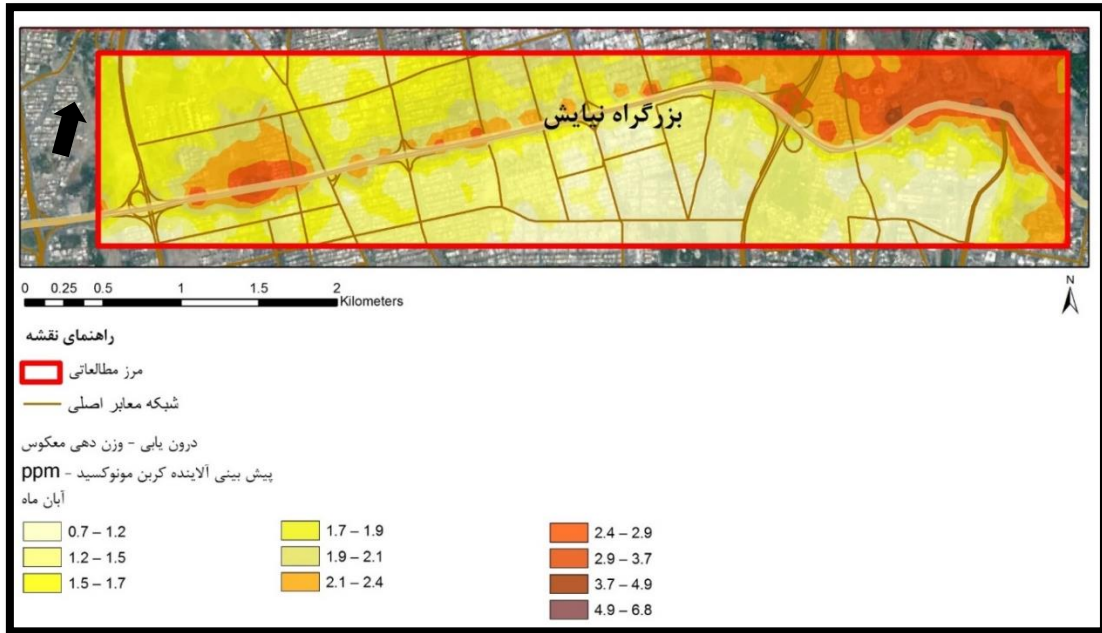 بزرگراه نیایش
0 0.25 0.5 1 1.5 2
Kilometers
N
راهنمای نقشه
مرز مطالعاتی
شبکه معابر اصلی
درون یابی - وزن دهی معکوس
پیش بینی آلاینده کربن مونوکسید - ppm
آبان ماه
0.7 – 1.2
1.2 – 1.5
1.5 – 1.7
1.7 – 1.9
1.9 – 2.1
2.1 – 2.4
2.4 – 2.9
2.9 – 3.7
3.7 – 4.9
4.9 – 6.8